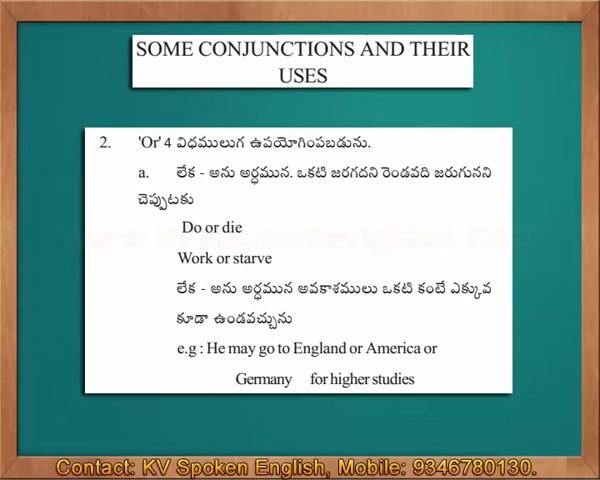 SOME CONJUNCTIONS AND THEIR
USES
2. 'Or' 4 విధములుగ ఉపయోగింపబడును.
a. లేక - అను అర్ధమున. ఒకటి జరగదని రెండవది జరుగునని
చెప్పుటకు
Do or die
Work or starve
లేక - అను అర్ధమున అవకాశములు ఒకటి కంటే ఎక్కువ
కూడా ఉండవచ్చును
e.g : He may go to England or America or
Germany for higher studies
Contact: KV Spoken English, Mobile: 9346780130.